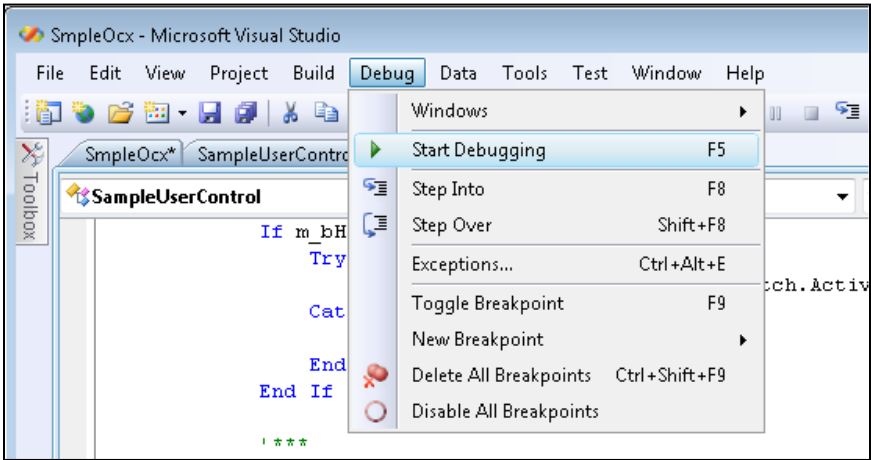 SmpleOcx - Microsoft Visual Studio
File Edit View Project Build Debug Data Tools Test Window Help
Windows
SmpleOcx* SampleUserContro
Start Debugging F5
Toolbox
SampleUserControl
Step Into F8
If m_bH
Step Over Shift+F8
Try
Exceptions... Ctrl+Alt+E
tch.Activ
Cat
Toggle Breakpoint F9
New Breakpoint
End
Delete All Breakpoints Ctrl+Shift+F9
End If
Disable All Breakpoints
'***